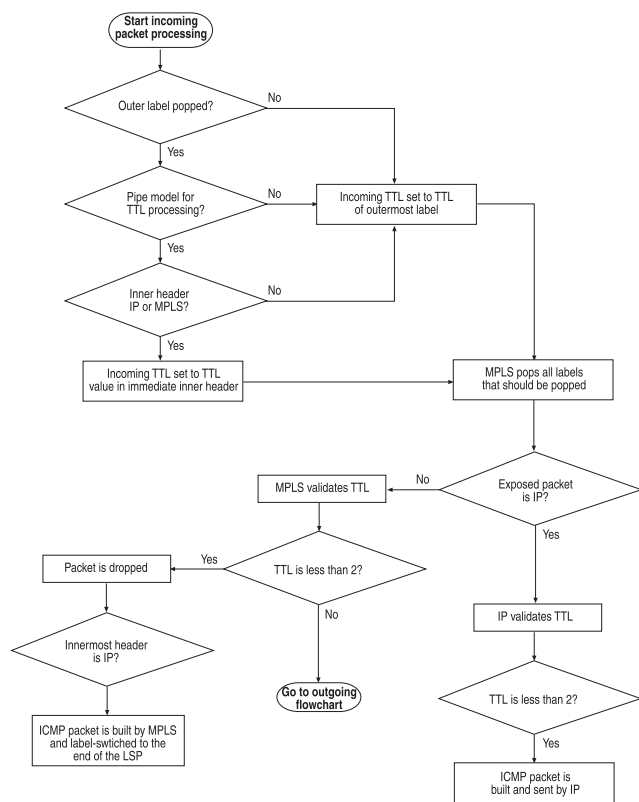 Start incoming
packet processing
Outer label popped?
No
Yes
Pipe model for
TTL processing?
No
Incoming TTL set to TTL
of outermost label
Yes
Inner header
IP or MPLS?
No
Yes
Incoming TTL set to TTL
value in immediate inner header
MPLS pops all labels
that should be popped
Exposed packet
is IP?
No
MPLS validates TTL
Yes
TTL is less than 2?
Yes
Packet is dropped
No
IP validates TTL
Innermost header
is IP?
Go to outgoing
flowchart
TTL is less than 2?
ICMP packet is built by MPLS
and label-swtiched to the
end of the LSP
Yes
ICMP packet is
built and sent by IP